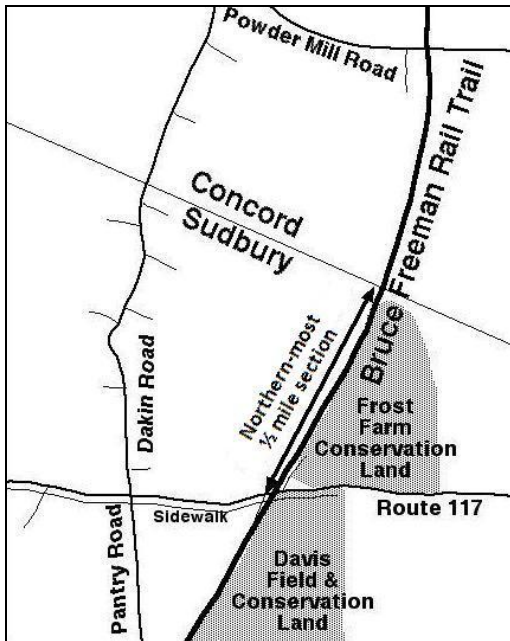 Powder Mill Road
Bruce Freeman Rail Trail
Concord
Sudbury
Northern-most
½ mile section
Dakin Road
Frost
Farm
Conservation
Land
Route 117
Sidewalk
Pantry Road
Davis
Field &
Conservation
Land